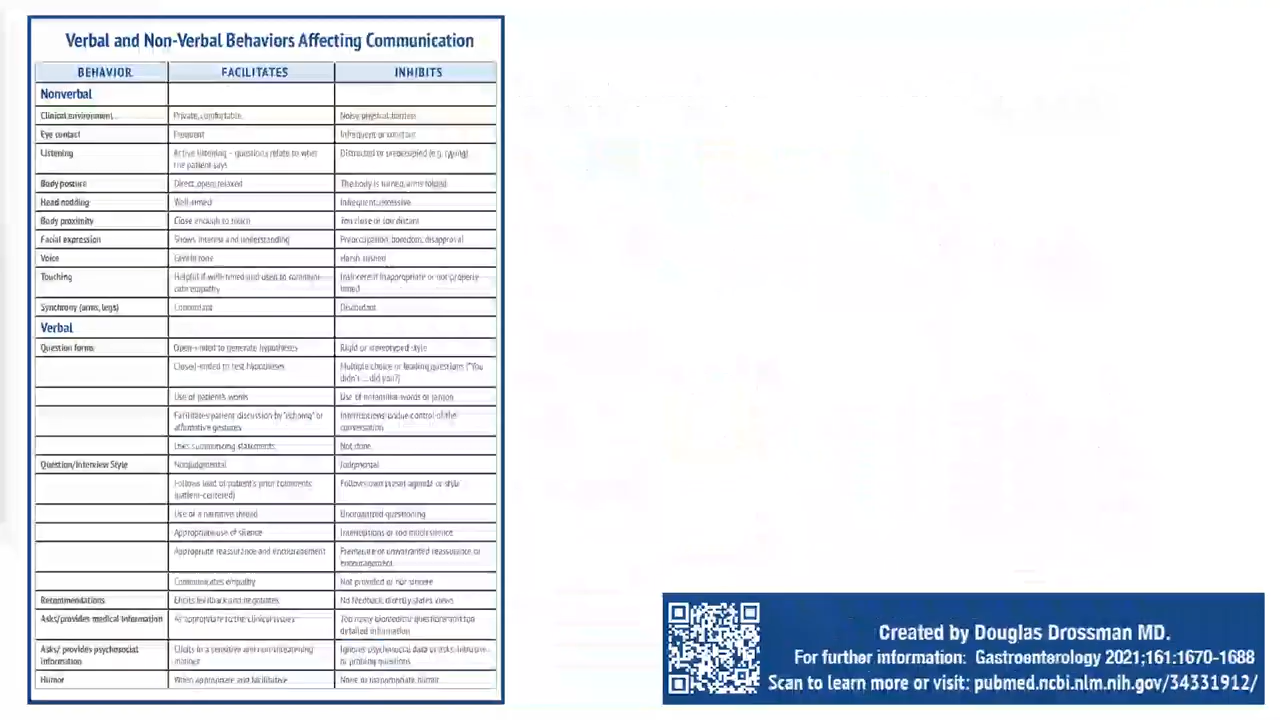 Verbal and Non-Verbal Behaviors Affecting Communication
BEHAVIOR FACILITATES INHIBITS
Nonverbal
Clinical environment Private, comfortable Noisy physical barriers
Eye contact Frequent Infrequent or constant
Listening Active listening – questions relate to what Distracted or preoccupied (e.g. typing)
the patient says
Body posture Direct, open, relaxed The body is turned, arms folded
Head nodding Well-timed Infrequent, excessive
Body proximity Close enough to touch Too close or too distant
Facial expression Shows interest and understanding Preoccupation, boredom, disapproval
Voice Gentle tone Harsh, rushed
Touching Helpful if well-timed and used to communi- Insincere if inappropriate or not properly
cate empathy timed
Synchrony (arms, legs) Concordant Discordant
Verbal
Question forms Open-ended to generate hypotheses Rigid or stereotyped style
Closed-ended to test hypotheses Multiple choice or leading questions ("You
didn't ... did you?)
Use of patient's words Use of unfamiliar words or jargon
Facilitates patient discussion by "echoing" or Interruptions, undue control of the
affirmative gestures conversation
Uses summarizing statements Not done
Question/Interview Style Nonjudgmental Judgmental
Follows lead of patient's prior comments Follows own preset agenda or style
(patient-centered)
Use of a narrative thread Unorganized questioning
Appropriate use of silence Interruptions or too much silence
Appropriate reassurance and encouragement Premature or unwarranted reassurance or
encouragement
Communicates empathy Not provided or not sincere
Recommendations Elicits feedback and negotiates No feedback, directly states views
Asks/provides medical information As appropriate to the clinical issues Too many biomedical questions and too
detailed information
Asks/ provides psychosocial Elicits in a sensitive and non-threatening Ignores psychosocial data or asks intrusive
information manner or probing questions
Humor When appropriate and facilitative None or inappropriate humor
Created by Douglas Drossman MD.
For further information: Gastroenterology 2021;161:1670-1688
Scan to learn more or visit: pubmed.ncbi.nlm.nih.gov/34331912/